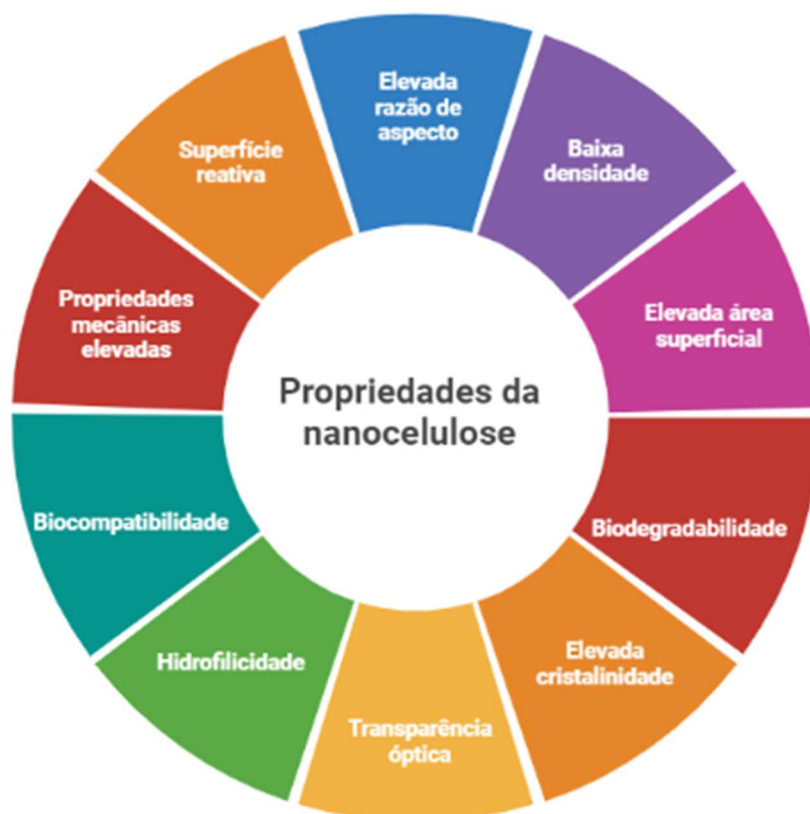 Elevada
razão de
aspecto
Baixa
densidade
Elevada área
superficial
Biodegradabilidade
Elevada
cristalinidade
Transparência
óptica
Hidrofilicidade
Biocompatibilidade
Propriedades
mecânicas
elevadas
Superfície
reativa
Propriedades da
nanocelulose